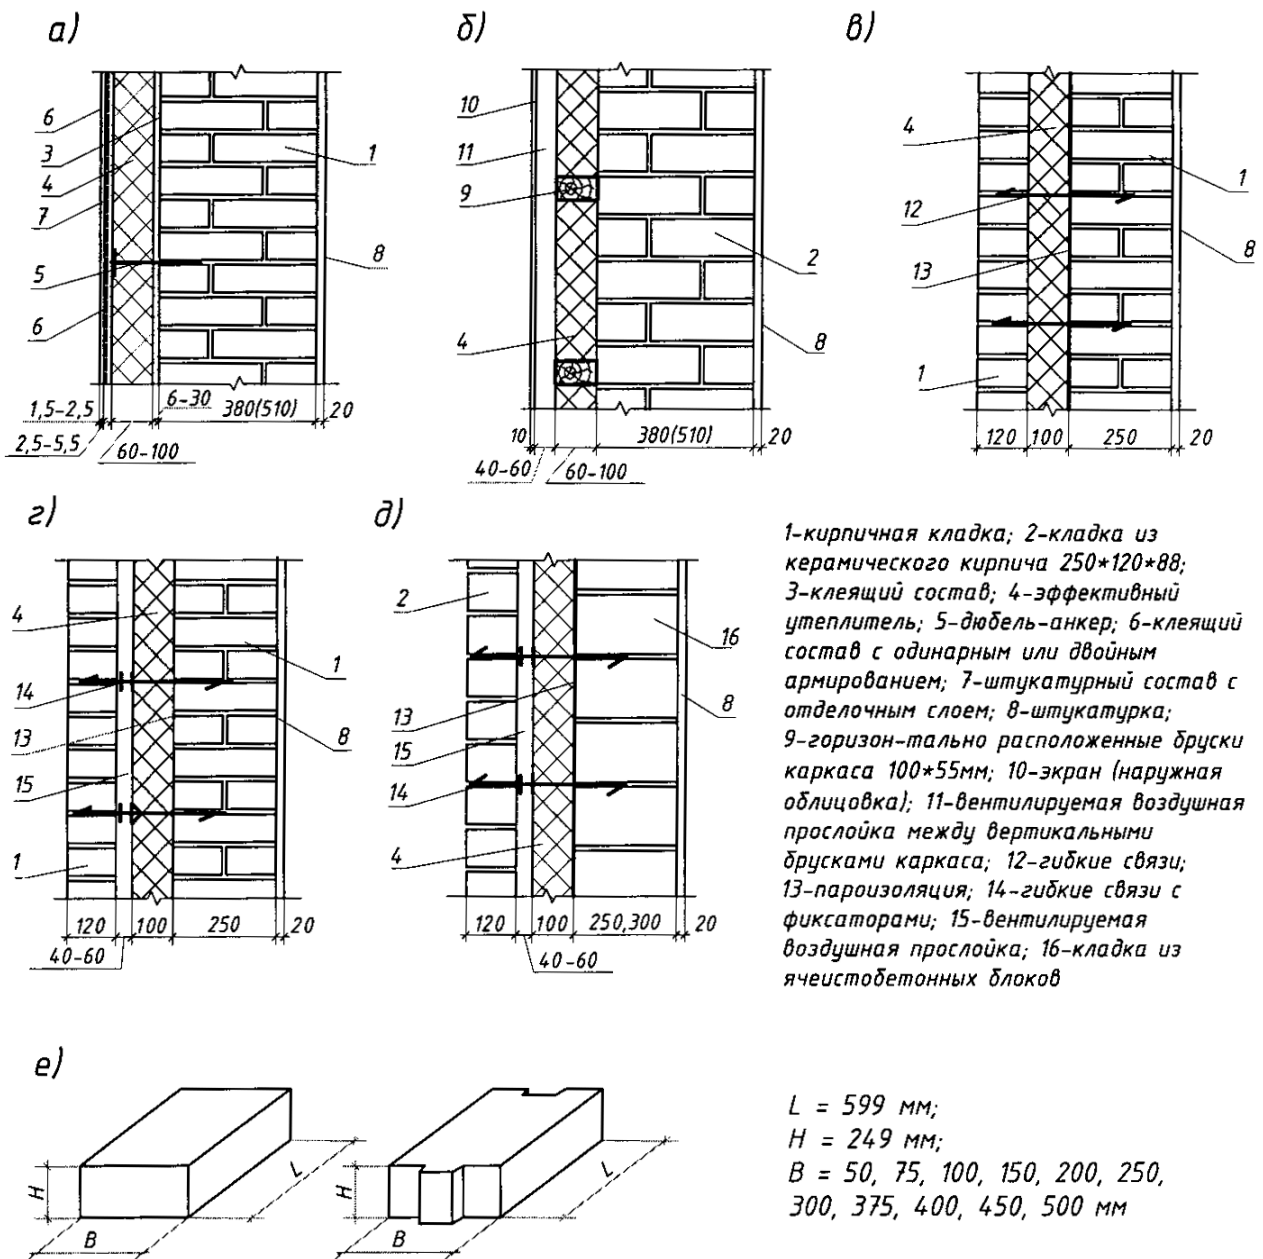 а)
б)
в)
6
3
4
7
5
6
1
8
1,5-2,5
2,5-5,5
6-30
380(510)
20
60-100
10
11
9
4
2
8
10
380(510)
20
40-60
60-100
4
12
13
1
1
8
120
100
250
20
г)
д)
4
14
13
15
1
1
8
120
100
250
20
40-60
2
13
15
14
4
16
8
120
100
250,300
20
40-60
1-кирпичная кладка; 2-кладка из
керамического кирпича 250*120*88;
3-клеящий состав; 4-эффективный
утеплитель; 5-дюбель-анкер; 6-клеящий
состав с одинарным или двойным
армированием; 7-штукатурный состав с
отделочным слоем; 8-штукатурка;
9-горизон-тально расположенные бруски
каркаса 100*55мм; 10-экран (наружная
облицовка); 11-вентилируемая воздушная
прослойка между вертикальными
брусками каркаса; 12-гибкие связи;
13-пароизоляция; 14-гибкие связи с
фиксаторами; 15-вентилируемая
воздушная прослойка; 16-кладка из
ячеистобетонных блоков
е)
H
B
L
H
B
L
L = 599 мм;
H = 249 мм;
B = 50, 75, 100, 150, 200, 250,
300, 375, 400, 450, 500 мм